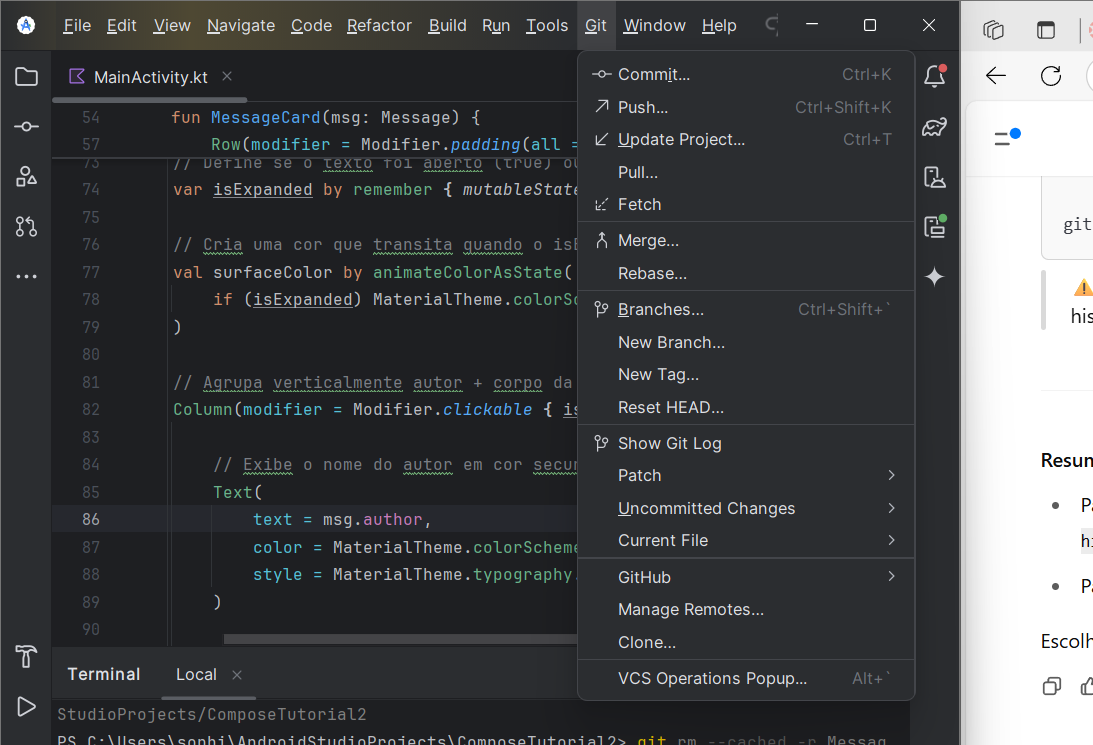 File Edit View Navigate Code Refactor Build Run Tools Git Window Help
MainActivity.kt
54 fun MessageCard(msg: Message) {
57 Row(modifier = Modifier.padding(all =
73 // Define se o texto foi aberto (true) ou
74 var isExpanded by remember { mutableState
75
76 // Cria uma cor que transita quando o isE
77 val surfaceColor by animateColorAsState(
78 if (isExpanded) MaterialTheme.colorSc
79 )
80
81 // Agrupa verticalmente autor + corpo da
82 Column(modifier = Modifier.clickable { is
83
84 // Exibe o nome do autor em cor secun
85 Text(
86 text = msg.author,
87 color = MaterialTheme.colorScheme
88 style = MaterialTheme.typography.
89 )
90
Commit... Ctrl+K
Push... Ctrl+Shift+K
Update Project... Ctrl+T
Pull...
Fetch
Merge...
Rebase...
Branches... Ctrl+Shift+`
New Branch...
New Tag...
Reset HEAD...
Show Git Log
Patch
Uncommitted Changes
Current File
GitHub
Manage Remotes...
Clone...
VCS Operations Popup... Alt+`
Terminal Local
StudioProjects/ComposeTutorial2
PS C:\Users\sophi\AndroidStudioProjects\ComposeTutorial2> git rm --cached -r Messag
git
his
Resum
Pa
hi
Pa
Escolh